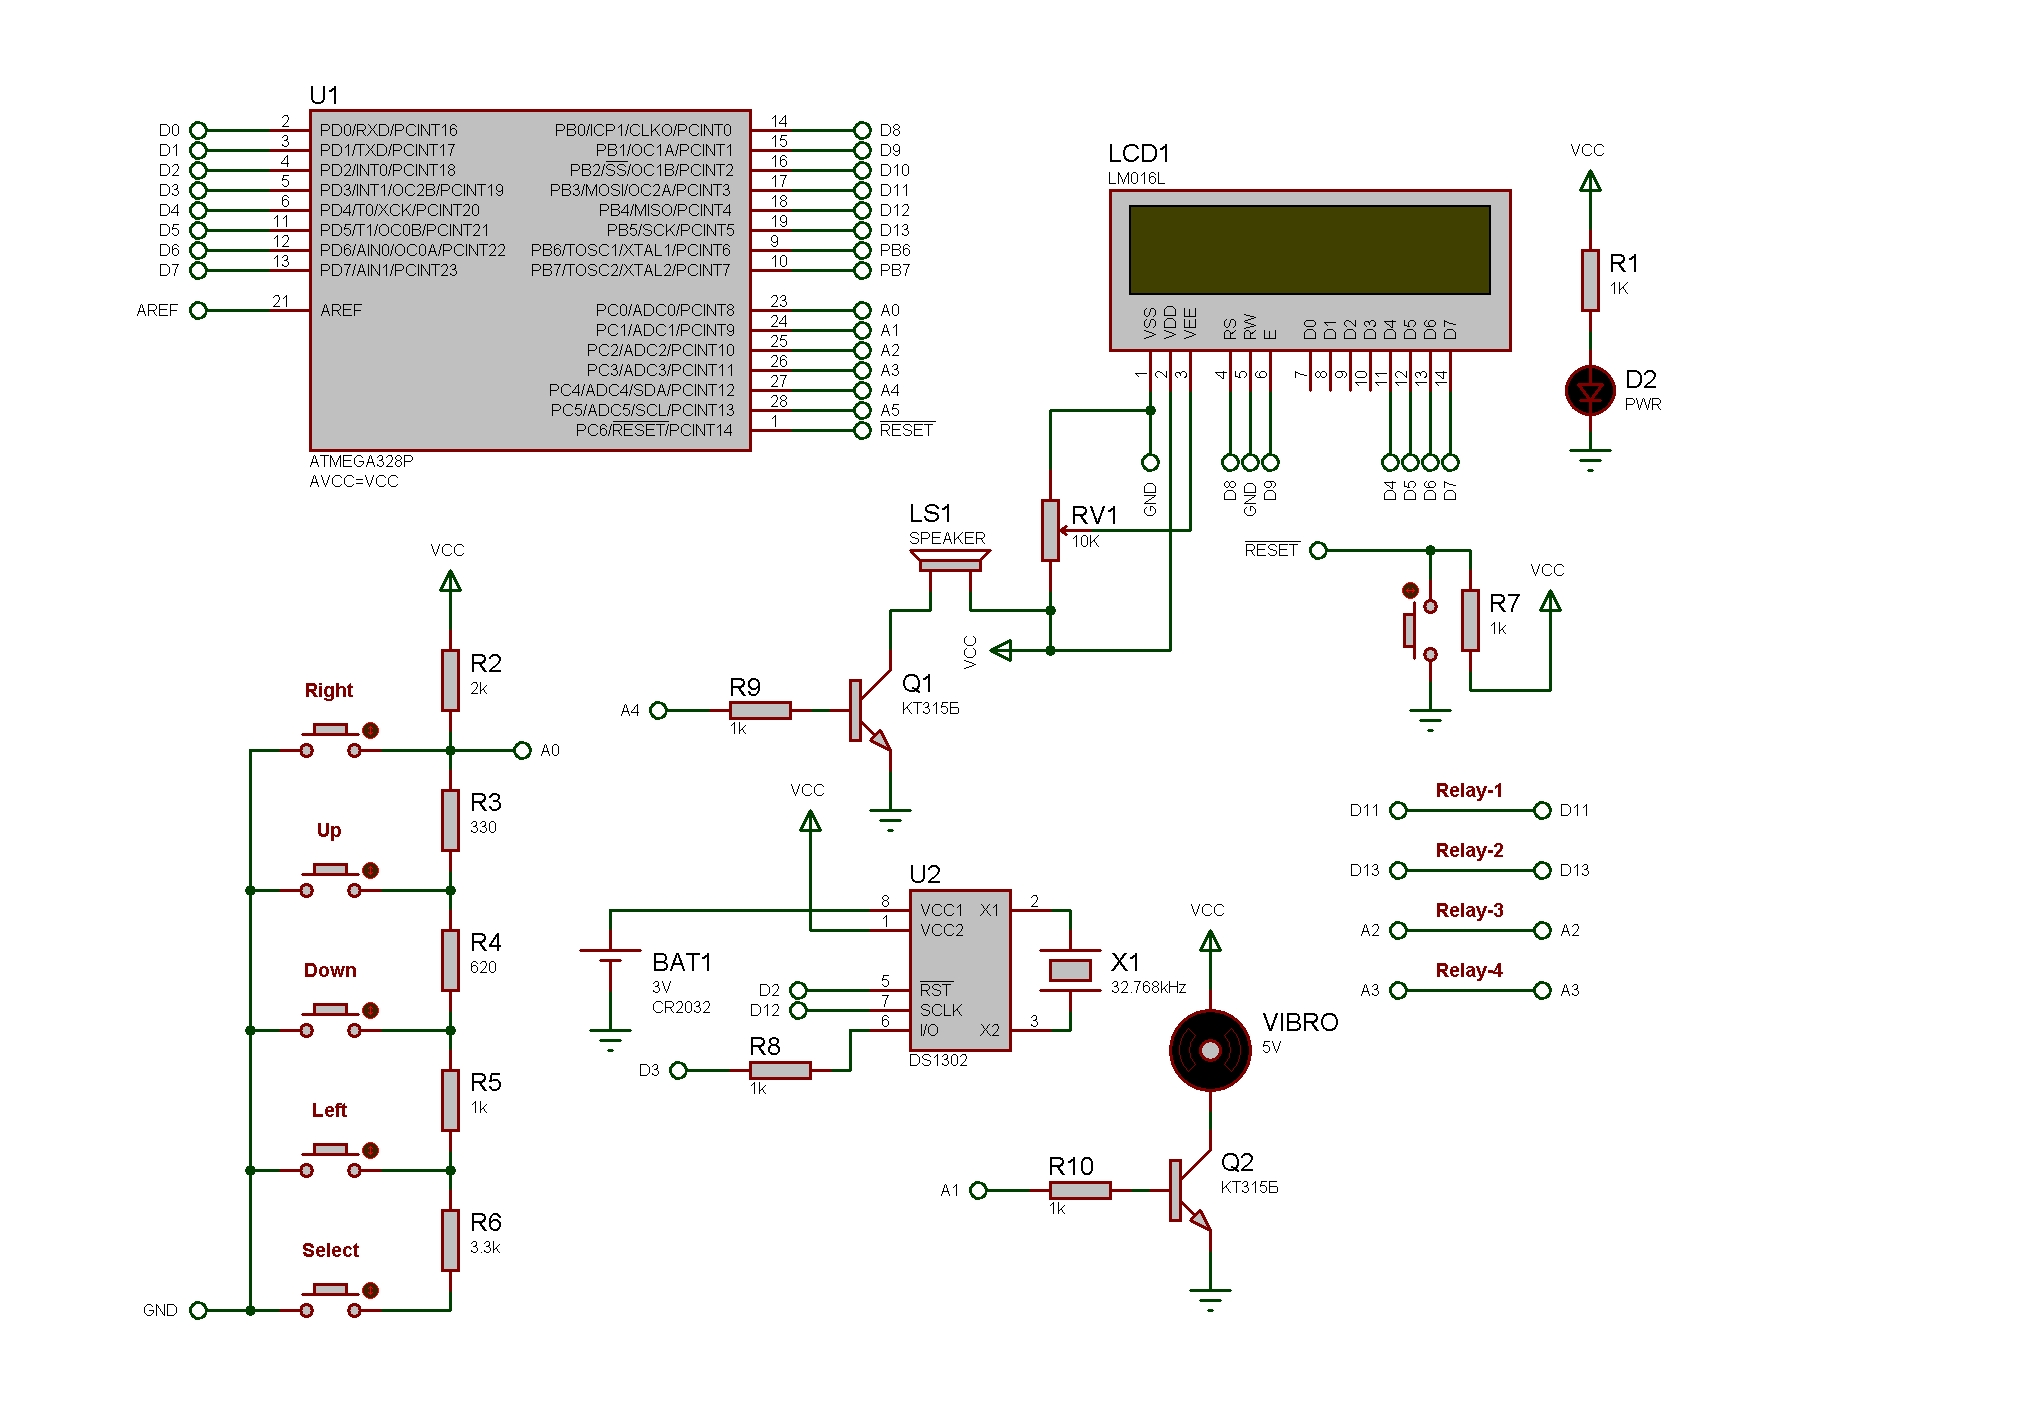 U1
D0 2 PD0/RXD/PCINT16 PB0/ICP1/CLKO/PCINT0 14 D8
D1 3 PD1/TXD/PCINT17 PB1/OC1A/PCINT1 15 D9
D2 4 PD2/INT0/PCINT18 PB2/SS/OC1B/PCINT2 16 D10
D3 5 PD3/INT1/OC2B/PCINT19 PB3/MOSI/OC2A/PCINT3 17 D11
D4 6 PD4/T0/XCK/PCINT20 PB4/MISO/PCINT4 18 D12
D5 11 PD5/T1/OC0B/PCINT21 PB5/SCK/PCINT5 19 D13
D6 12 PD6/AIN0/OC0A/PCINT22 PB6/TOSC1/XTAL1/PCINT6 9 PB6
D7 13 PD7/AIN1/PCINT23 PB7/TOSC2/XTAL2/PCINT7 10 PB7
AREF 21 AREF PC0/ADC0/PCINT8 23 A0
PC1/ADC1/PCINT9 24 A1
PC2/ADC2/PCINT10 25 A2
PC3/ADC3/PCINT11 26 A3
PC4/ADC4/SDA/PCINT12 27 A4
PC5/ADC5/SCL/PCINT13 28 A5
PC6/RESET/PCINT14 1 RESET
ATMEGA328P
AVCC=VCC
LCD1
LM016L
VSS VDD VEE RS RW E D0 D1 D2 D3 D4 D5 D6 D7
1 2 3 4 5 6 7 8 9 10 11 12 13 14
GND D8 GND D9 D4 D5 D6 D7
VCC
R1
1K
D2
PWR
LS1
SPEAKER
RV1
10K
VCC
A4
R9
1k
Q1
КТ315Б
RESET
R7
1k
VCC
VCC
R2
2k
Right
A0
R3
330
Up
R4
620
Down
R5
1k
Left
R6
3.3k
Select
GND
VCC
U2
8 VCC1 X1 2
1 VCC2
D2 5 RST
D12 7 SCLK
6 I/O X2 3
DS1302
BAT1
3V
CR2032
D3
R8
1k
X1
32.768kHz
VCC
VIBRO
5V
A1
R10
1k
Q2
КТ315Б
Relay-1
D11 D11
Relay-2
D13 D13
Relay-3
A2 A2
Relay-4
A3 A3